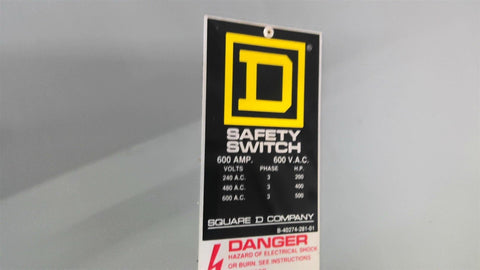 D
®
SAFETY
SWITCH
600 AMP. 600 V.A.C.
VOLTS PHASE H.P.
240 A.C. 3 200
480 A.C. 3 400
600 A.C. 3 500
SQUARE D COMPANY
B-40274-261-01
DANGER
HAZARD OF ELECTRICAL SHOCK
OR BURN. SEE INSTRUCTIONS